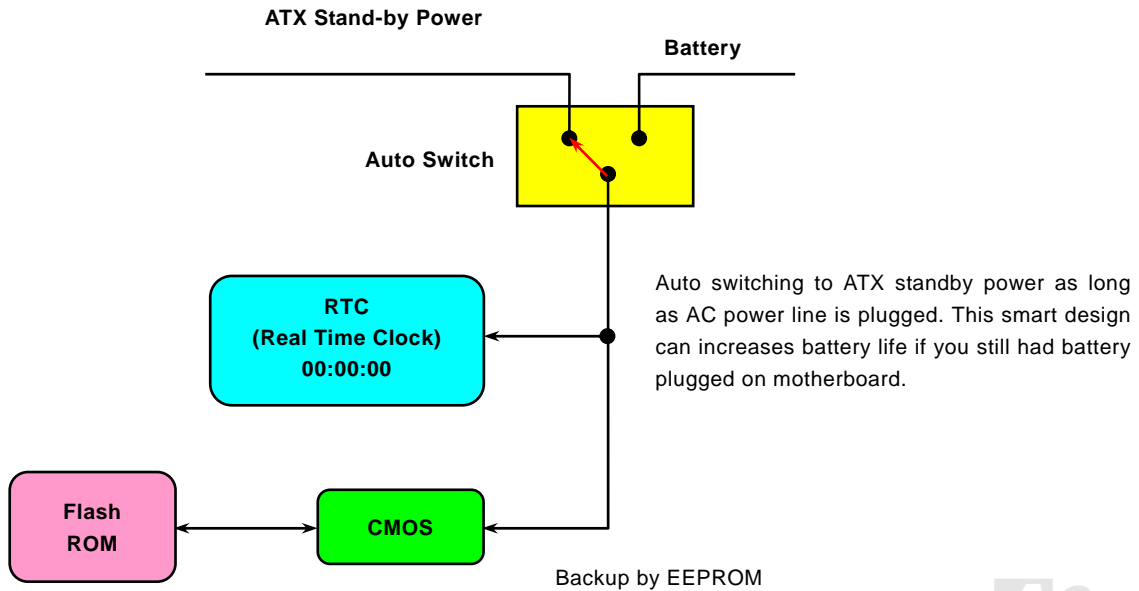 ATX Stand-by Power
Battery
Auto Switch
RTC
(Real Time Clock)
00:00:00
Auto switching to ATX standby power as long
as AC power line is plugged. This smart design
can increases battery life if you still had battery
plugged on motherboard.
Flash
ROM
CMOS
Backup by EEPROM